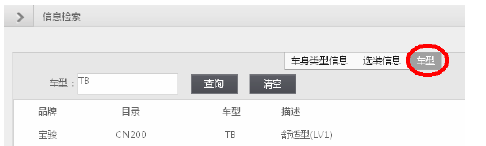 信息检索
车身类型信息 选装信息 车型
车型：TB 查询 清空
品牌 目录 车型 描述
宝骏 CN200 TB 舒适型(LV1)